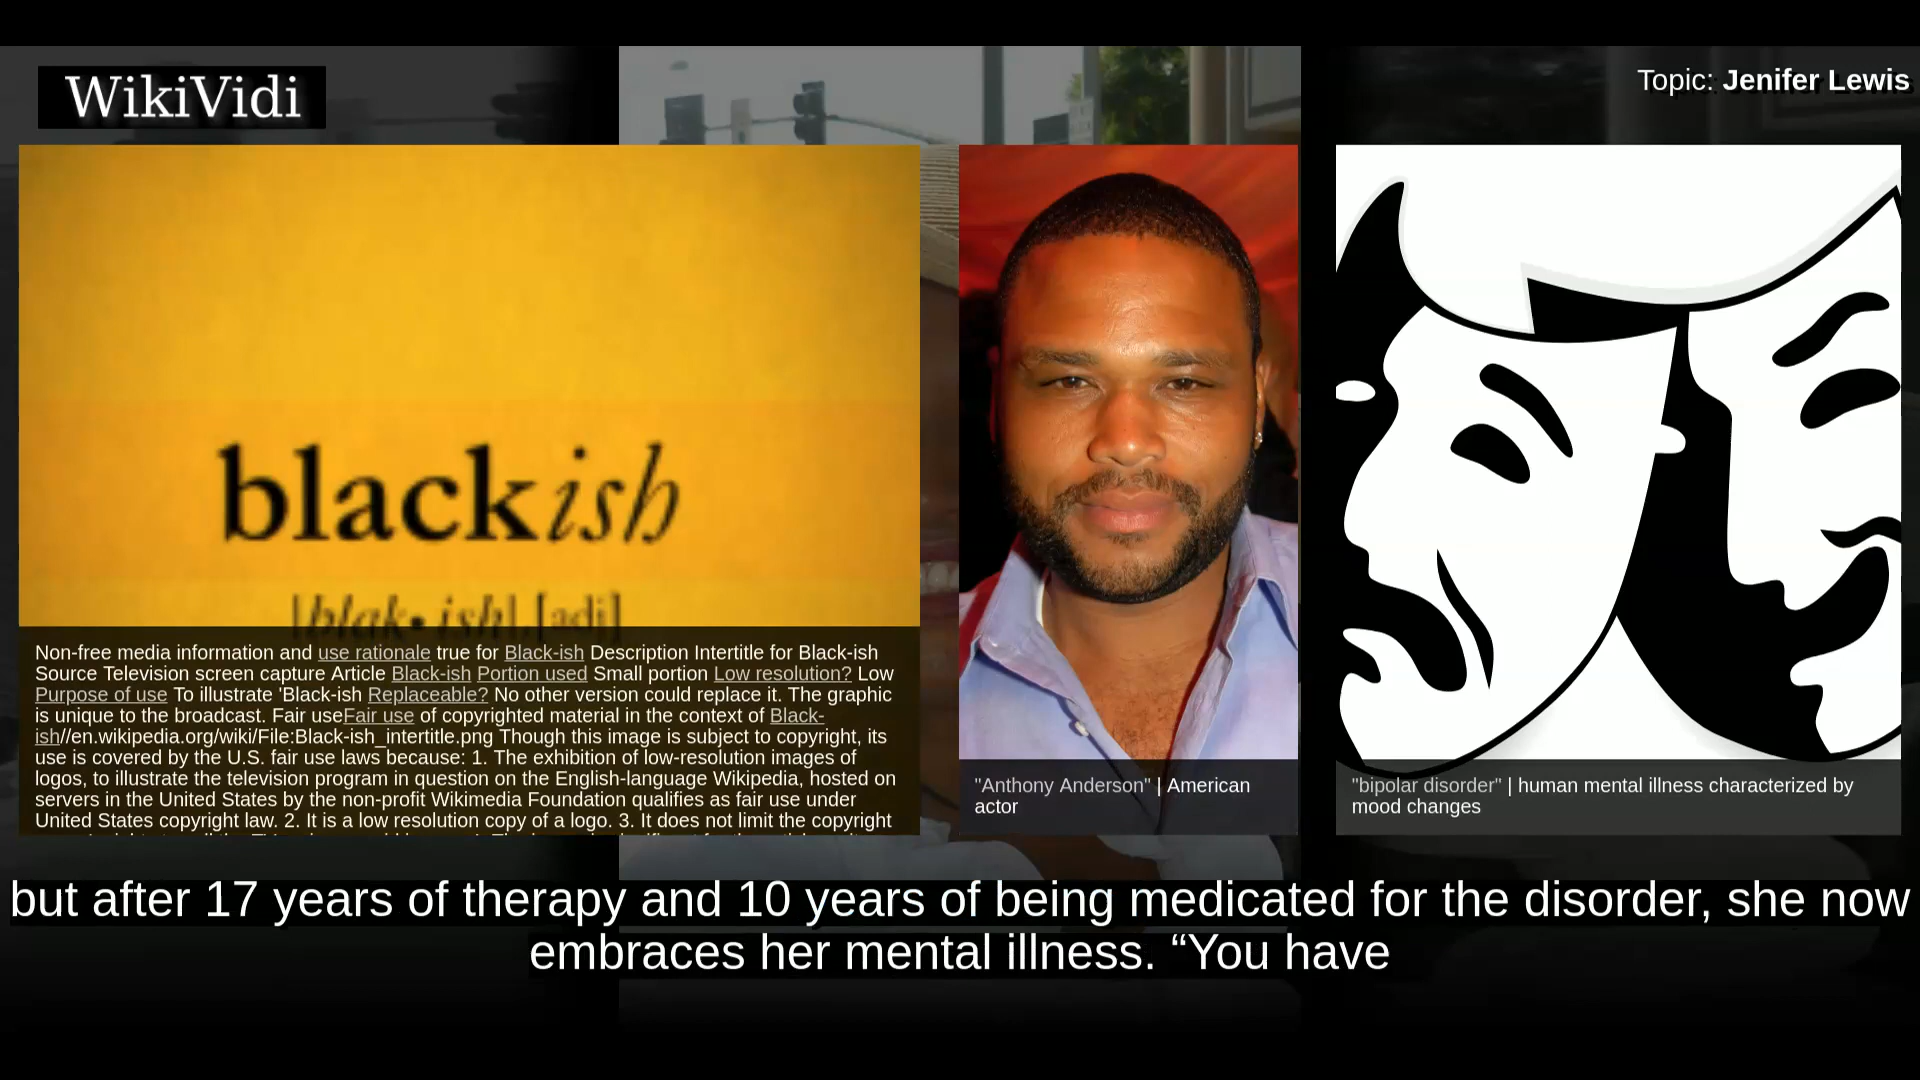 WikiVidi
Topic: Jenifer Lewis
blackish
|blak• ish|,[adj]
Non-free media information and use rationale true for Black-ish Description Intertitle for Black-ish
Source Television screen capture Article Black-ish Portion used Small portion Low resolution? Low
Purpose of use To illustrate 'Black-ish Replaceable? No other version could replace it. The graphic
is unique to the broadcast. Fair useFair use of copyrighted material in the context of Black-
ish//en.wikipedia.org/wiki/File:Black-ish_intertitle.png Though this image is subject to copyright, its
use is covered by the U.S. fair use laws because: 1. The exhibition of low-resolution images of
logos, to illustrate the television program in question on the English-language Wikipedia, hosted on
servers in the United States by the non-profit Wikimedia Foundation qualifies as fair use under
United States copyright law. 2. It is a low resolution copy of a logo. 3. It does not limit the copyright
"Anthony Anderson" | American
actor
"bipolar disorder" | human mental illness characterized by
mood changes
but after 17 years of therapy and 10 years of being medicated for the disorder, she now
embraces her mental illness. “You have